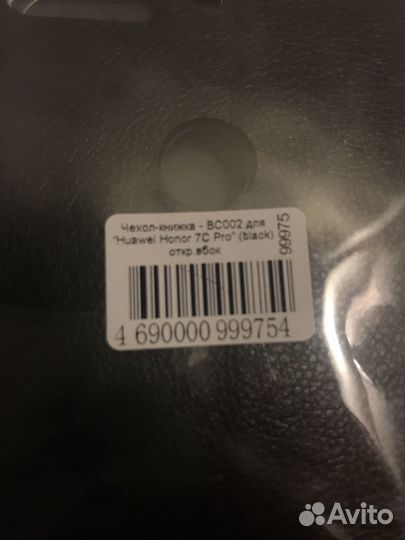 Чехол-книжка - BC002 для
"Huawei Honor 7C Pro" (black)
откр.вбок
99975
4 690000 999754
Avito